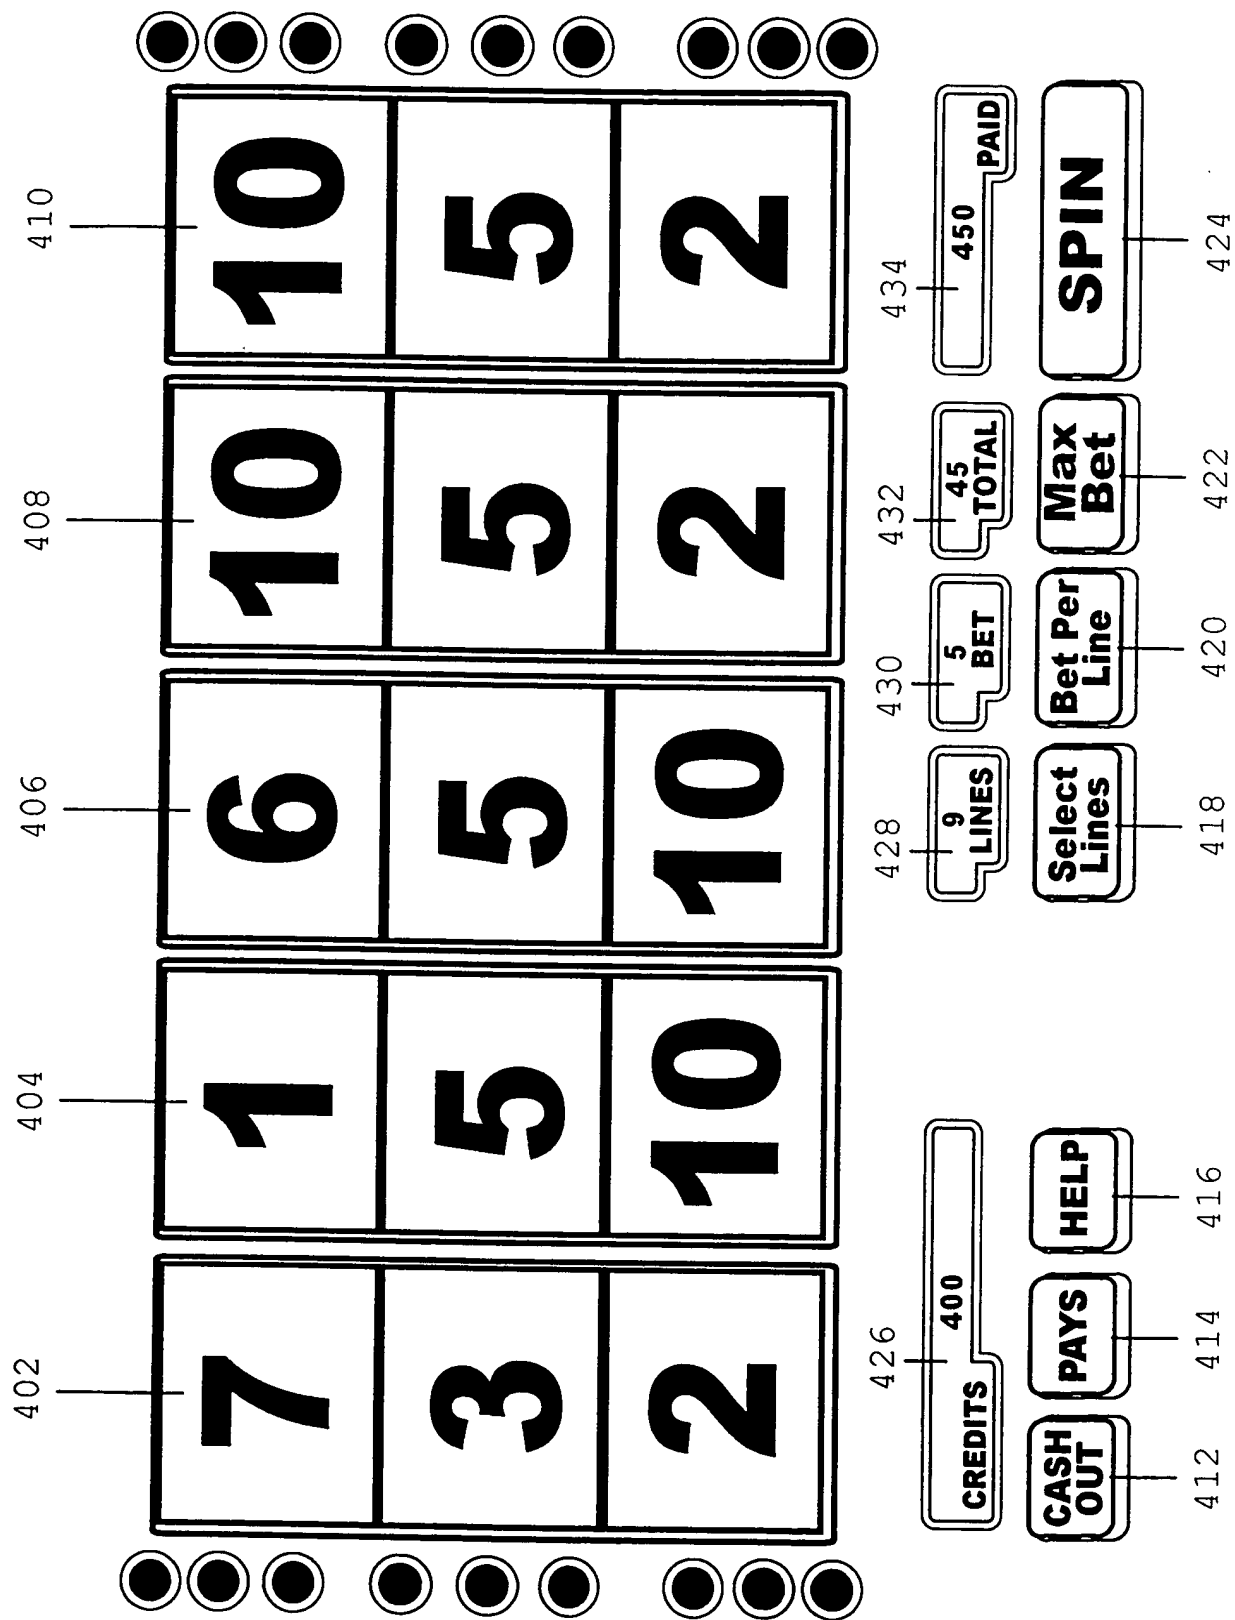 402 404 406 408 410
7 1 6 10 10
3 5 5 5 5
2 10 10 2 2
426 428 430 432 434
400 9 5 45 450
CREDITS LINES BET TOTAL PAID
CASH OUT
PAYS
HELP
Select Lines
Bet Per Line
Max Bet
SPIN
412 414 416 418 420 422 424